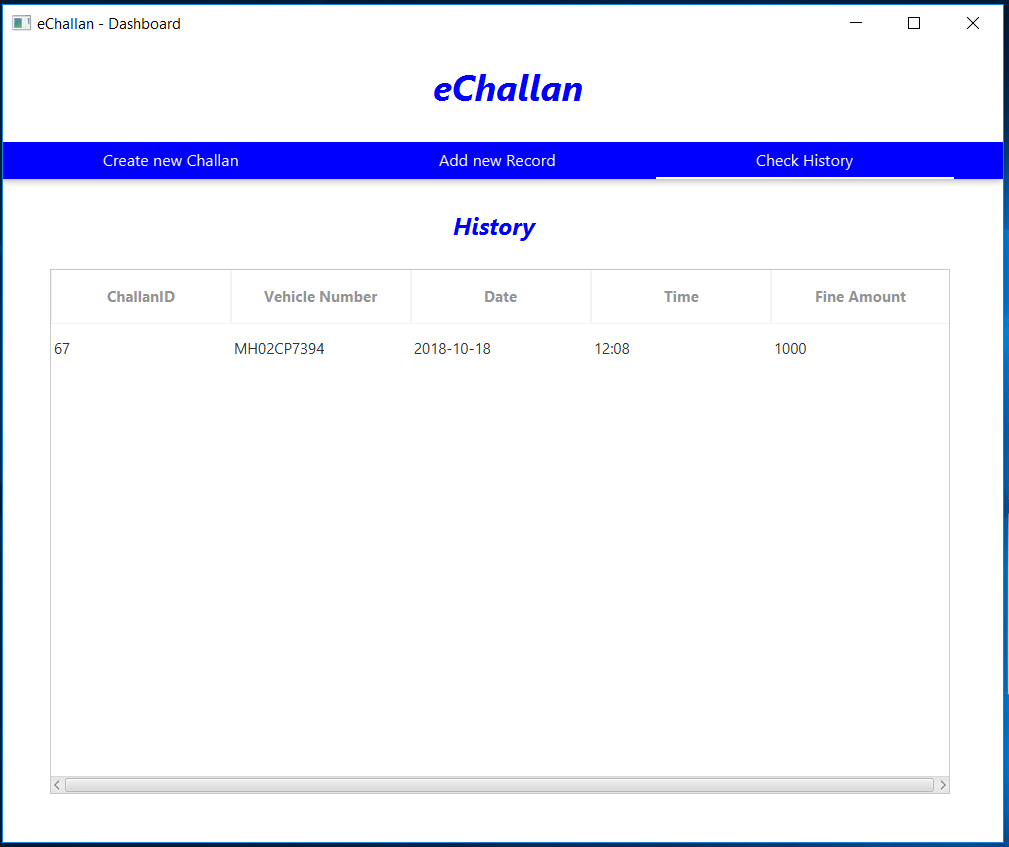 eChallan - Dashboard
eChallan
Create new Challan Add new Record Check History
History
ChallanID Vehicle Number Date Time Fine Amount
67 MH02CP7394 2018-10-18 12:08 1000